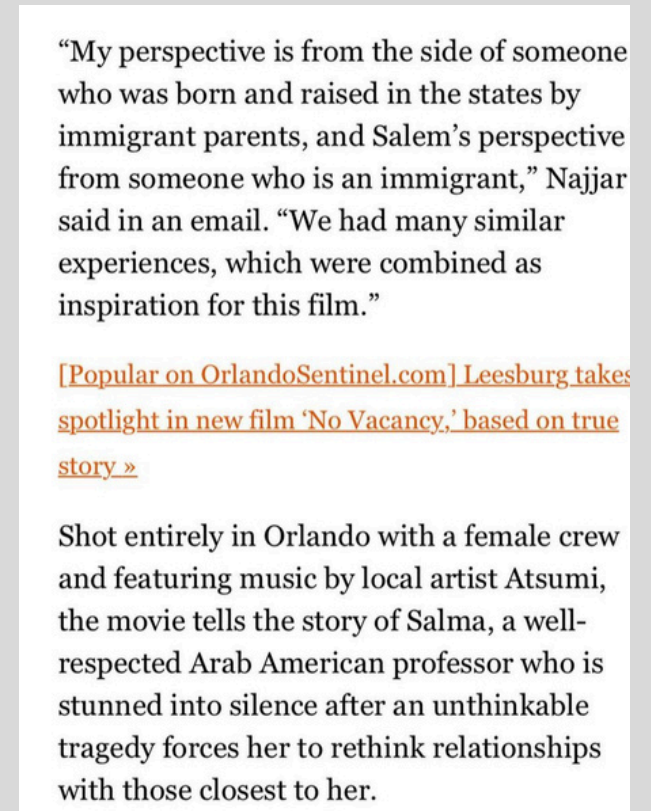 “My perspective is from the side of someone
who was born and raised in the states by
immigrant parents, and Salem’s perspective
from someone who is an immigrant,” Najjar
said in an email. “We had many similar
experiences, which were combined as
inspiration for this film.”
[Popular on OrlandoSentinel.com] Leesburg takes
spotlight in new film ‘No Vacancy,’ based on true
story »
Shot entirely in Orlando with a female crew
and featuring music by local artist Atsumi,
the movie tells the story of Salma, a well-
respected Arab American professor who is
stunned into silence after an unthinkable
tragedy forces her to rethink relationships
with those closest to her.